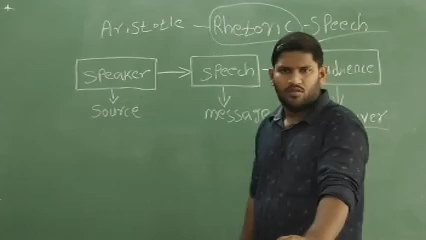 Aristotle - Rhetoric - Speech
Speaker speech
source message